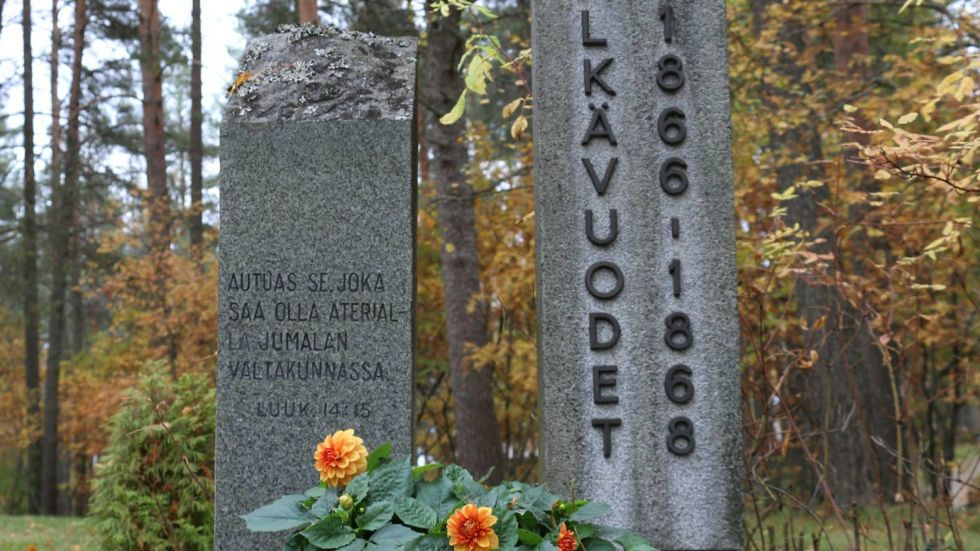 AUTUAS SE, JOKA
SAA OLLA ATERIAL-
LA JUMALAN
VALTAKUNNASSA.
LUUK. 14:15
LKÄVUODET
1866-1868